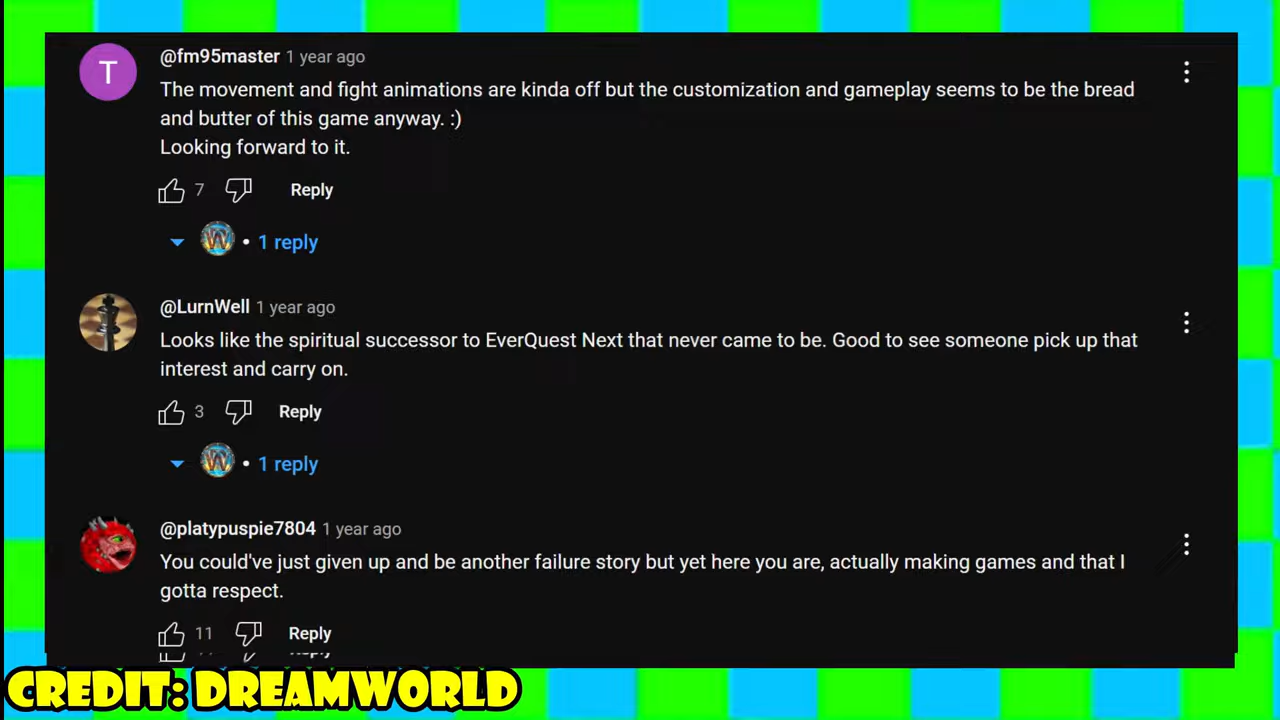 T
@fm95master 1 year ago
The movement and fight animations are kinda off but the customization and gameplay seems to be the bread
and butter of this game anyway. :)
Looking forward to it.
7 Reply
W • 1 reply
@LurnWell 1 year ago
Looks like the spiritual successor to EverQuest Next that never came to be. Good to see someone pick up that
interest and carry on.
3 Reply
W • 1 reply
@platypuspie7804 1 year ago
You could've just given up and be another failure story but yet here you are, actually making games and that I
gotta respect.
11 Reply
CREDIT: DREAMWORLD